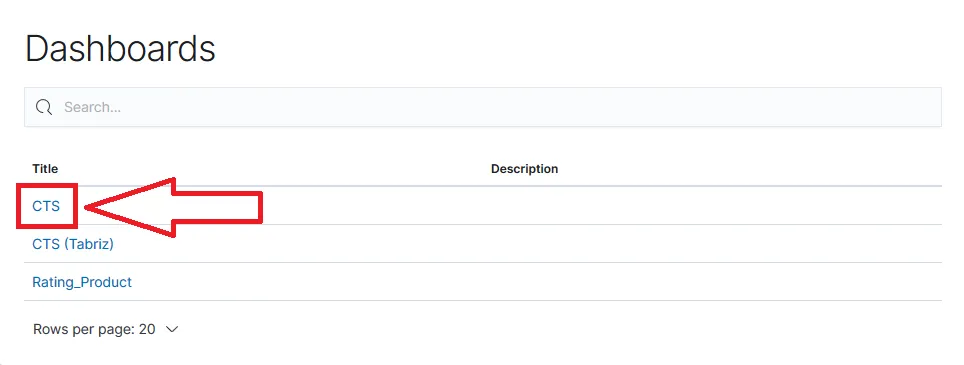 Dashboards
Search...
Title Description
CTS
CTS (Tabriz)
Rating_Product
Rows per page: 20